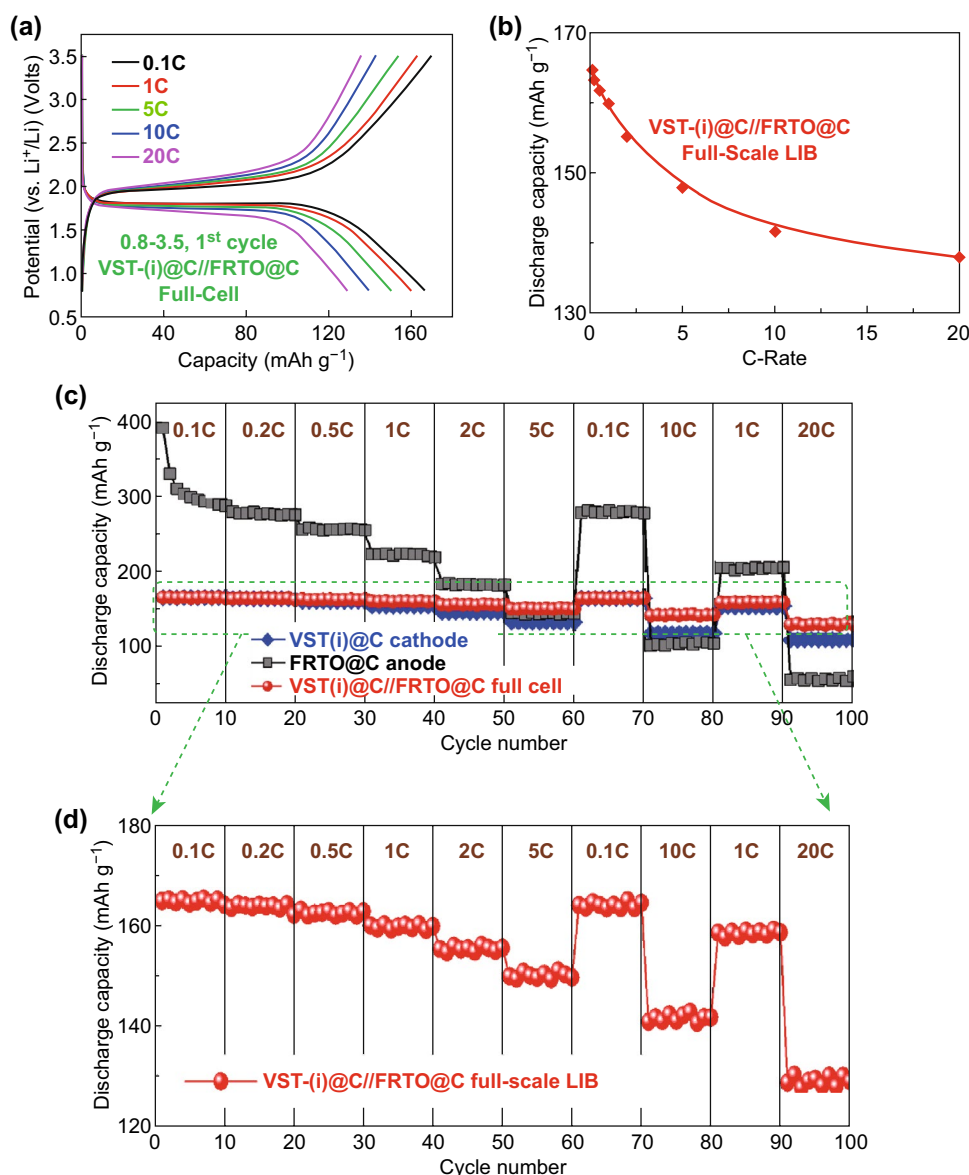 (a)
3.5
3.0
2.5
2.0
1.5
1.0
0.5
Potential (vs. Li⁺/Li) (Volts)
0.1C
1C
5C
10C
20C
0.8-3.5, 1ˢᵗ cycle
VST-(i)@C//FRTO@C
Full-Cell
0 40 80 120 160
Capacity (mAh g⁻¹)
(b)
170
150
130
Discharge capacity (mAh g⁻¹)
VST-(i)@C//FRTO@C
Full-Scale LIB
0 5 10 15 20
C-Rate
(c)
400
300
200
100
0
Discharge capacity (mAh g⁻¹)
0.1C 0.2C 0.5C 1C 2C 5C 0.1C 10C 1C 20C
VST(i)@C cathode
FRTO@C anode
VST(i)@C//FRTO@C full cell
0 10 20 30 40 50 60 70 80 90 100
Cycle number
(d)
180
160
140
120
Discharge capacity (mAh g⁻¹)
0.1C 0.2C 0.5C 1C 2C 5C 0.1C 10C 1C 20C
VST-(i)@C//FRTO@C full-scale LIB
0 10 20 30 40 50 60 70 80 90 100
Cycle number